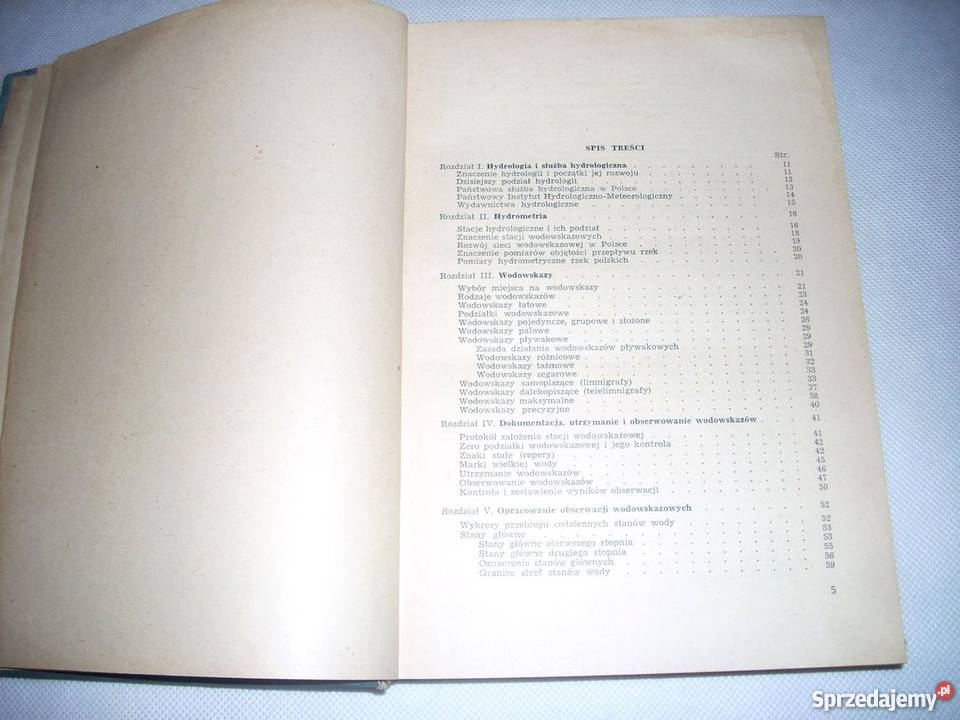 SPIS TREŚCI
Str.
Rozdział I. Hydrologia i służba hydrologiczna 11
Znaczenie hydrologii i początki jej rozwoju 11
Dzisiejszy podział hydrologii 12
Państwowa służba hydrologiczna w Polsce 13
Państwowy Instytut Hydrologiczno-Meteorologiczny 14
Wydawnictwa hydrologiczne 15
Rozdział II. Hydrometria 16
Stacje hydrologiczne i ich podział 16
Znaczenie stacji wodowskazowych 18
Rozwój sieci wodowskazowej w Polsce 19
Znaczenie pomiarów objętości przepływu rzek 20
Pomiary hydrometryczne rzek polskich 20
Rozdział III. Wodowskazy 21
Wybór miejsca na wodowskazy 21
Rodzaje wodowskazów 23
Wodowskazy łatowe 24
Podziałki wodowskazowe 24
Wodowskazy pojedyncze, grupowe i złożone 26
Wodowskazy palowe 29
Wodowskazy pływakowe 29
Zasada działania wodowskazów pływakowych 29
Wodowskazy różnicowe 31
Wodowskazy taśmowe 32
Wodowskazy zegarowe 33
Wodowskazy samopiszące (limnigrafy) 33
Wodowskazy dalekopiszące (telelimnigrafy) 37
Wodowskazy maksymalne 38
Wodowskazy precyzyjne 40
Rozdział IV. Dokumentacja, utrzymanie i obserwowanie wodowskazów 41
Protokół założenia stacji wodowskazowej 41
Zero podziałki wodowskazowej i jego kontrola 42
Znaki stałe (repery) 42
Marki wielkiej wody 45
Utrzymanie wodowskazów 46
Obserwowanie wodowskazów 47
Kontrola i zestawienie wyników obserwacji 50
Rozdział V. Opracowanie obserwacji wodowskazowych 52
Wykresy przebiegu codziennych stanów wody 52
Stany główne 53
Stany główne pierwszego stopnia 53
Stany główne drugiego stopnia 55
Oznaczenia stanów głównych 56
Granice stref stanów wody 59
5
Sprzedajemy.pl